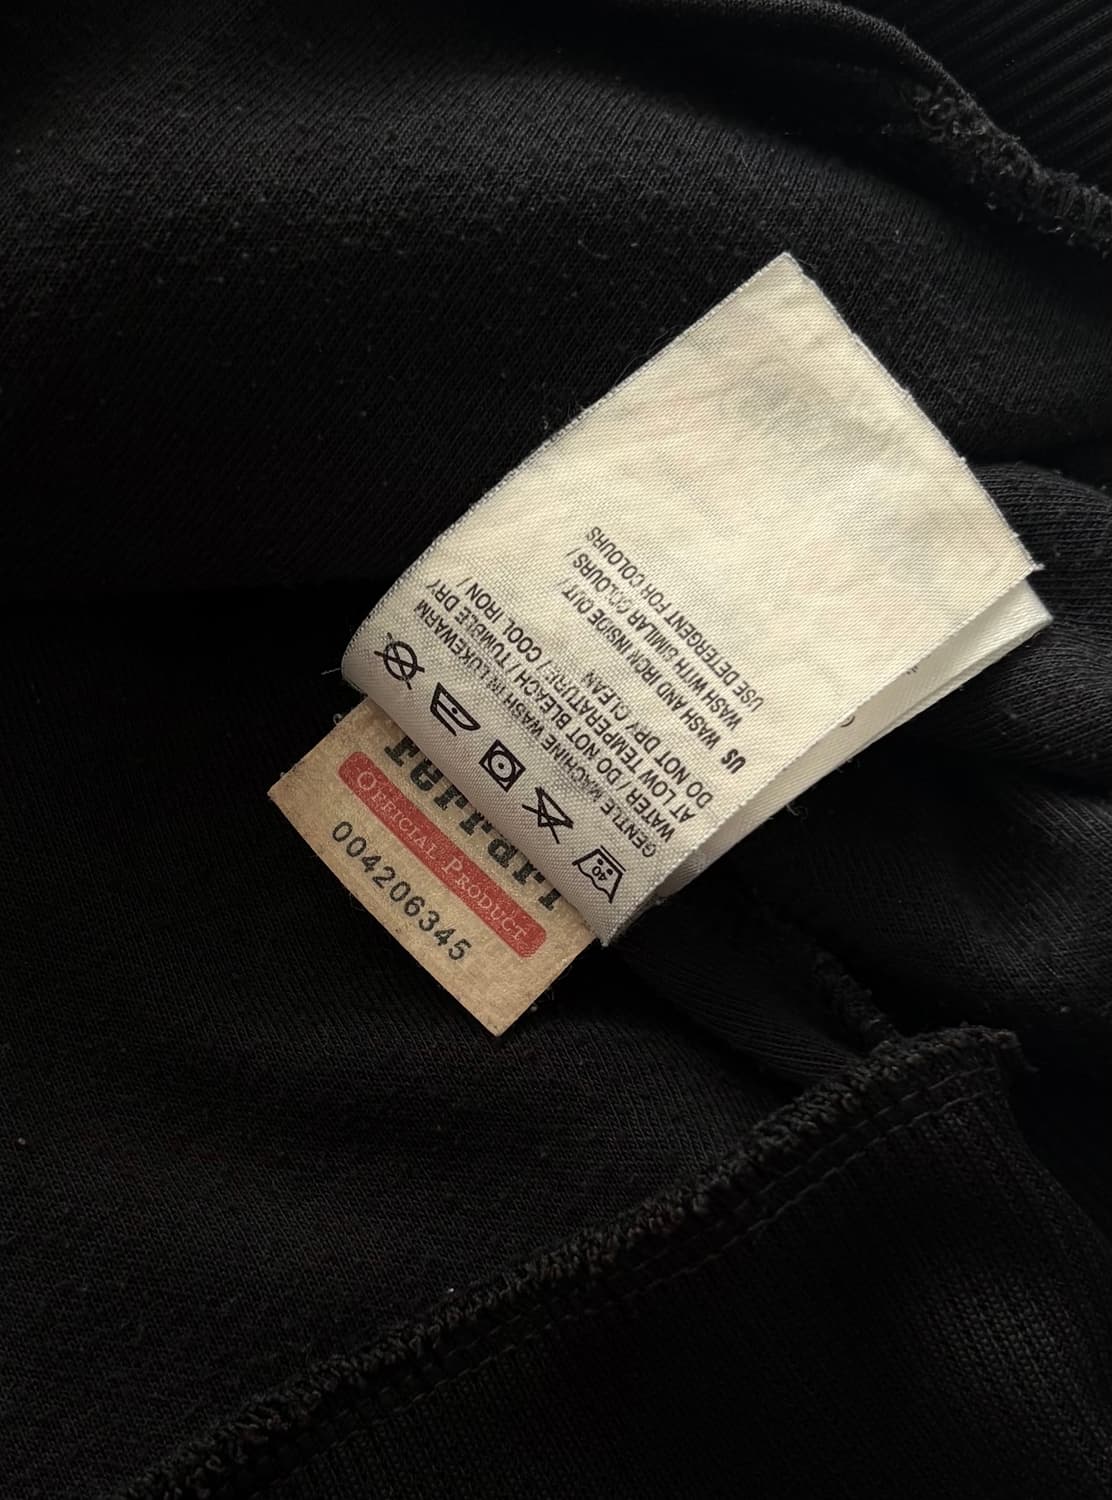 US WASH AND IRON INSIDE OUT /
WASH WITH SIMILAR COLOURS /
USE DETERGENT FOR COLOURS
GENTLE MACHINE WASH IN LUKEWARM
WATER / DO NOT BLEACH / TUMBLE DRY
AT LOW TEMPERATURE / COOL IRON /
DO NOT DRY CLEAN
40
ferrari
OFFICIAL PRODUCT
004206345